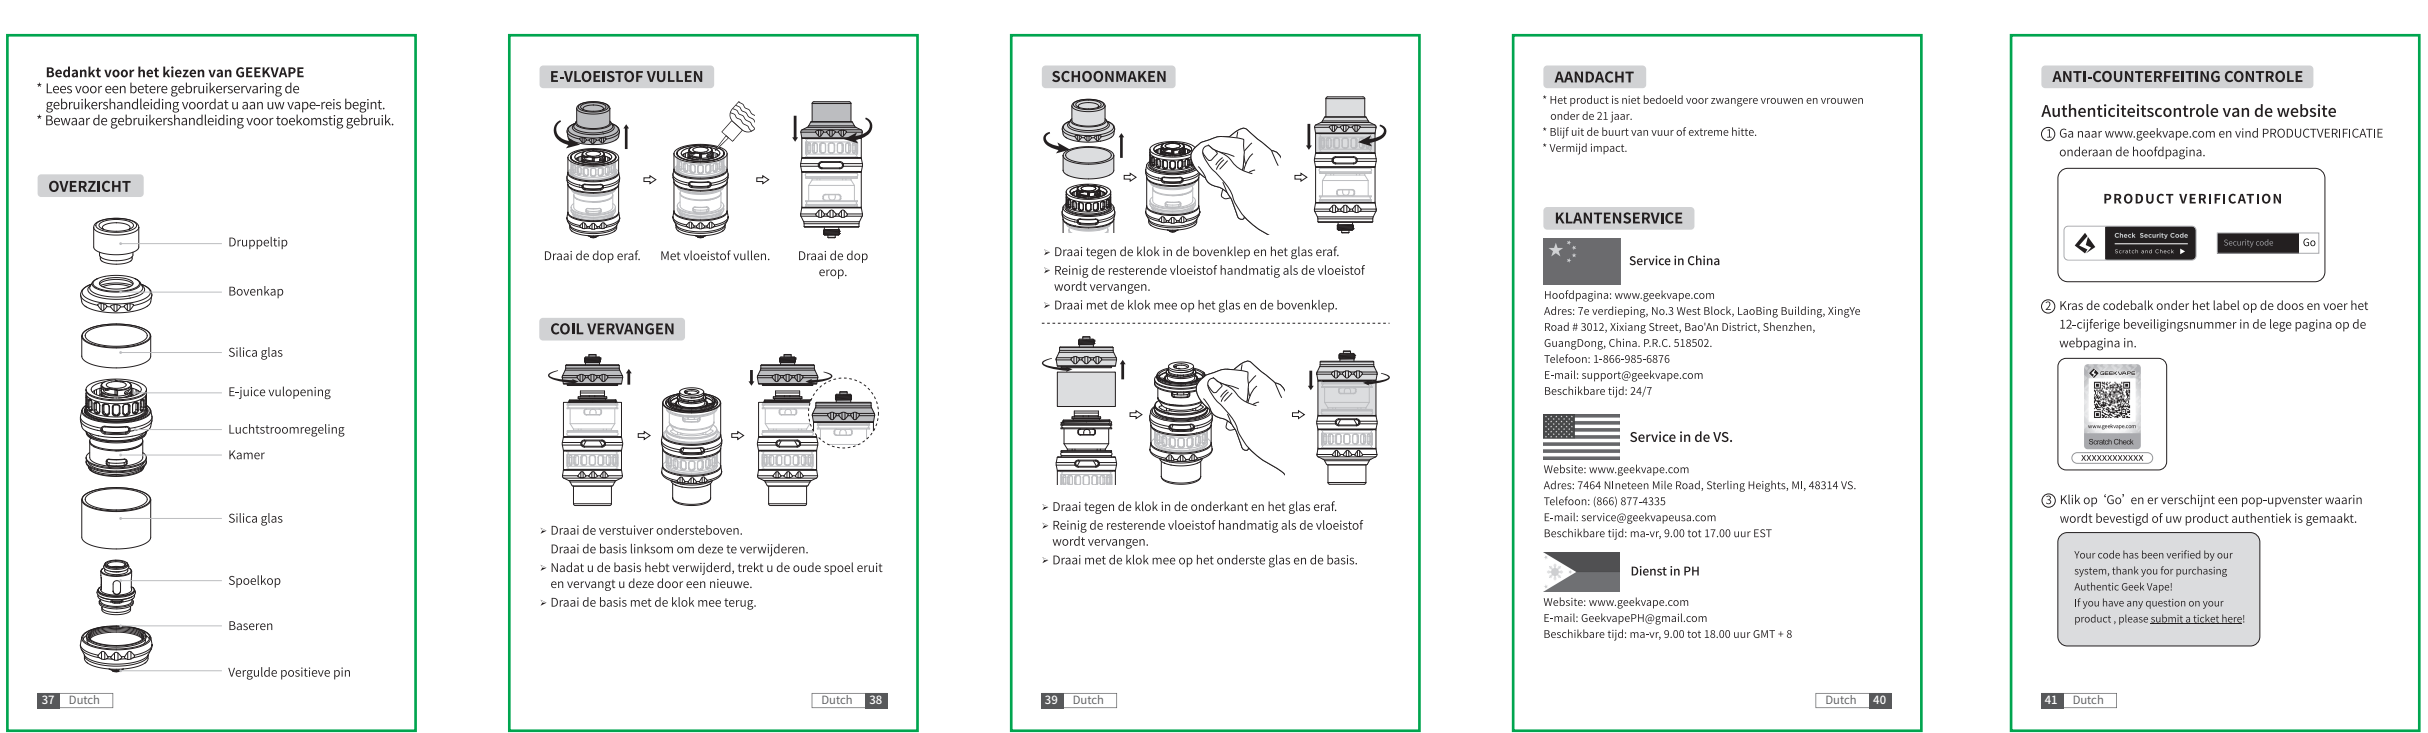 Bedankt voor het kiezen van GEEKVAPE
* Lees voor een betere gebruikerservaring de
gebruikershandleiding voordat u aan uw vape-reis begint.
* Bewaar de gebruikershandleiding voor toekomstig gebruik.
OVERZICHT
Druppeltip
Bovenkap
Silica glas
E-juice vulopening
Luchtstroomregeling
Kamer
Silica glas
Spoelkop
Baseren
Vergulde positieve pin
37 Dutch
E-VLOEISTOF VULLEN
Draai de dop eraf.
Met vloeistof vullen.
Draai de dop
erop.
COIL VERVANGEN
➢ Draai de verstuiver ondersteboven.
Draai de basis linksom om deze te verwijderen.
➢ Nadat u de basis hebt verwijderd, trekt u de oude spoel eruit
en vervangt u deze door een nieuwe.
➢ Draai de basis met de klok mee terug.
Dutch 38
SCHOONMAKEN
➢ Draai tegen de klok in de bovenklep en het glas eraf.
➢ Reinig de resterende vloeistof handmatig als de vloeistof
wordt vervangen.
➢ Draai met de klok mee op het glas en de bovenklep.
➢ Draai tegen de klok in de onderkant en het glas eraf.
➢ Reinig de resterende vloeistof handmatig als de vloeistof
wordt vervangen.
➢ Draai met de klok mee op het onderste glas en de basis.
39 Dutch
AANDACHT
* Het product is niet bedoeld voor zwangere vrouwen en vrouwen
onder de 21 jaar.
* Blijf uit de buurt van vuur of extreme hitte.
* Vermijd impact.
KLANTENSERVICE
Service in China
Hoofdpagina: www.geekvape.com
Adres: 7e verdieping, No.3 West Block, LaoBing Building, XingYe
Road # 3012, Xixiang Street, Bao'An District, Shenzhen,
GuangDong, China. P.R.C. 518502.
Telefoon: 1-866-985-6876
E-mail: support@geekvape.com
Beschikbare tijd: 24/7
Service in de VS.
Website: www.geekvape.com
Adres: 7464 NIneteen Mile Road, Sterling Heights, MI, 48314 VS.
Telefoon: (866) 877-4335
E-mail: service@geekvapeusa.com
Beschikbare tijd: ma-vr, 9.00 tot 17.00 uur EST
Dienst in PH
Website: www.geekvape.com
E-mail: GeekvapePH@gmail.com
Beschikbare tijd: ma-vr, 9.00 tot 18.00 uur GMT + 8
Dutch 40
ANTI-COUNTERFEITING CONTROLE
Authenticiteitscontrole van de website
① Ga naar www.geekvape.com en vind PRODUCTVERIFICATIE
onderaan de hoofdpagina.
PRODUCT VERIFICATION
Check Security Code
Scratch and Check ▶
Security code Go
② Kras de codebalk onder het label op de doos en voer het
12-cijferige beveiligingsnummer in de lege pagina op de
webpagina in.
GEEK VAPE
www.geekvape.com
Scratch Check
XXXXXXXXXXXX
③ Klik op ‘Go’ en er verschijnt een pop-upvenster waarin
wordt bevestigd of uw product authentiek is gemaakt.
Your code has been verified by our
system, thank you for purchasing
Authentic Geek Vape!
If you have any question on your
product , please submit a ticket here!
41 Dutch